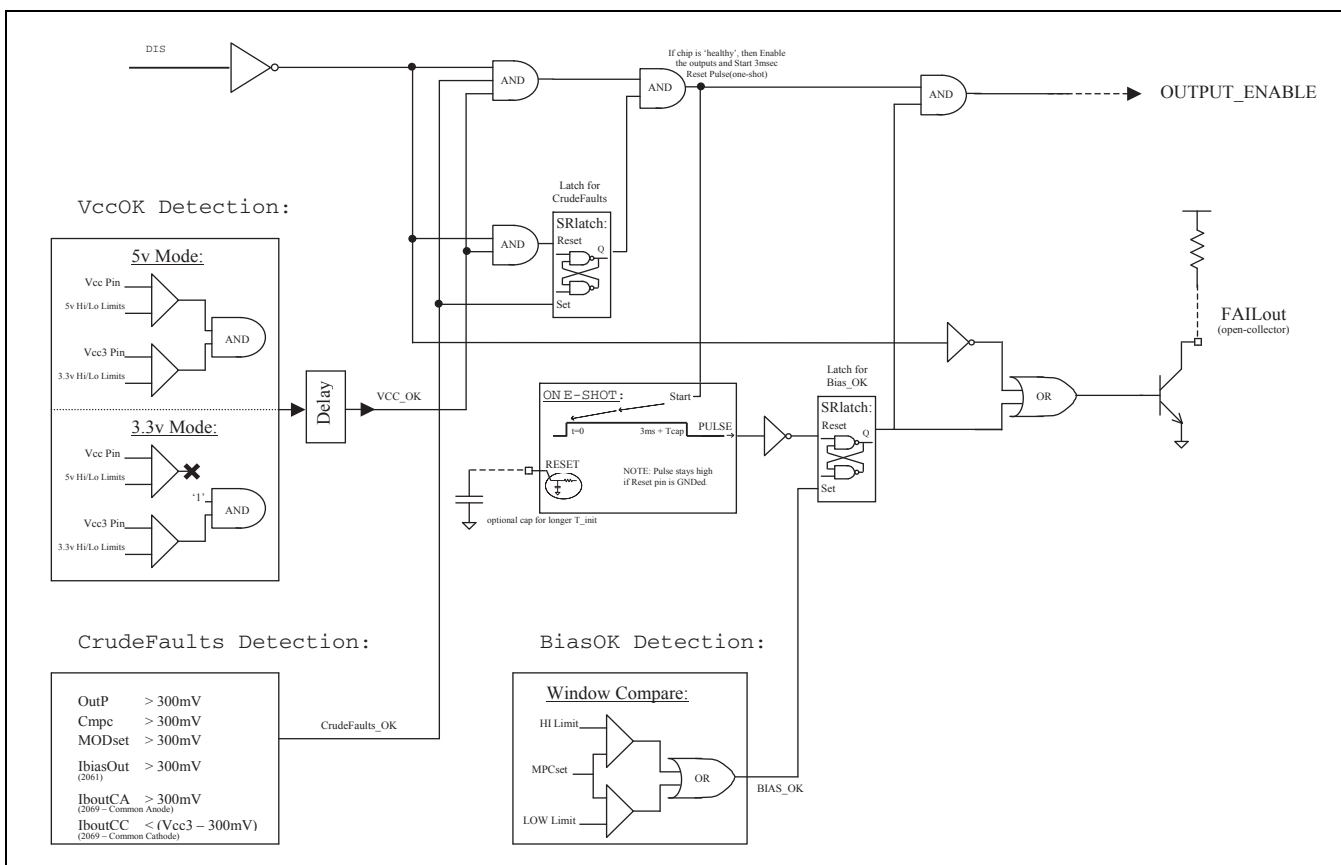 DIS
AND
AND
If chip is 'healthy', then Enable
the outputs and Start 3msec
Reset Pulse(one-shot)
AND
OUTPUT_ENABLE
VccOK Detection:
5v Mode:
Vcc Pin
5v Hi/Lo Limits
AND
Vcc3 Pin
3.3v Hi/Lo Limits
3.3v Mode:
Vcc Pin
5v Hi/Lo Limits
'1'
AND
Vcc3 Pin
3.3v Hi/Lo Limits
Delay
VCC_OK
AND
Latch for
CrudeFaults
SRlatch:
Reset
Q
Set
ONE-SHOT:
Start
PULSE
t=0
3ms + Tcap
RESET
NOTE: Pulse stays high
if Reset pin is GNDed.
optional cap for longer T_init
Latch for
Bias_OK
SRlatch:
Reset
Q
Set
OR
FAILout
(open-collector)
CrudeFaults Detection:
OutP > 300mV
Cmpc > 300mV
MODset > 300mV
IbiasOut > 300mV
(2061)
IboutCA > 300mV
(2069 – Common Anode)
IboutCC < (Vcc3 – 300mV)
(2069 – Common Cathode)
CrudeFaults_OK
BiasOK Detection:
Window Compare:
HI Limit
MPCset
LOW Limit
OR
BIAS_OK